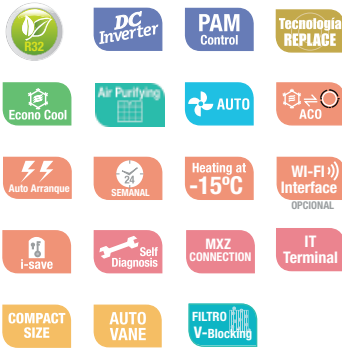 R32
DC
Inverter
PAM
Control
Tecnología
REPLACE
Econo Cool
Air Purifying
AUTO
ACO
Auto Arranque
24
SEMANAL
Heating at
-15ºC
WI-FI
Interface
OPCIONAL
i-save
Self
Diagnosis
MXZ
CONNECTION
IT
Terminal
COMPACT
SIZE
AUTO
VANE
FILTRO
V-Blocking